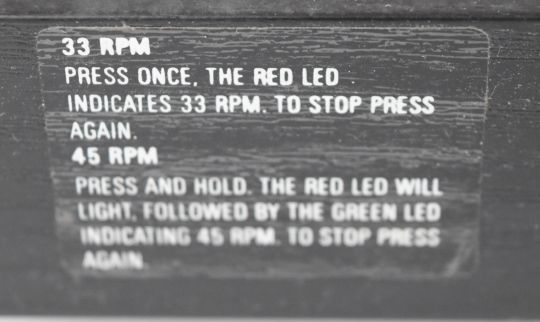 33 RPM
PRESS ONCE, THE RED LED
INDICATES 33 RPM. TO STOP PRESS
AGAIN.
45 RPM
PRESS AND HOLD. THE RED LED WILL
LIGHT, FOLLOWED BY THE GREEN LED
INDICATING 45 RPM. TO STOP PRESS
AGAIN.